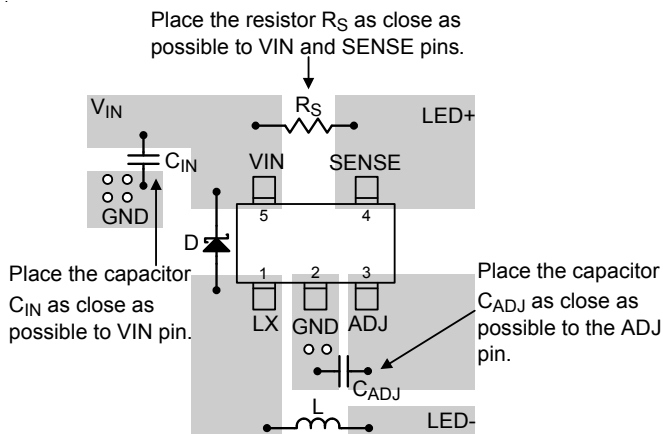 Place the resistor RS as close as
possible to VIN and SENSE pins.
RS
VIN
LED+
CIN
VIN
SENSE
GND
5
4
D
Place the capacitor
CIN as close as
possible to VIN pin.
1
2
3
LX
GND
ADJ
Place the capacitor
CADJ as close as
possible to the ADJ
pin.
CADJ
L
LED-